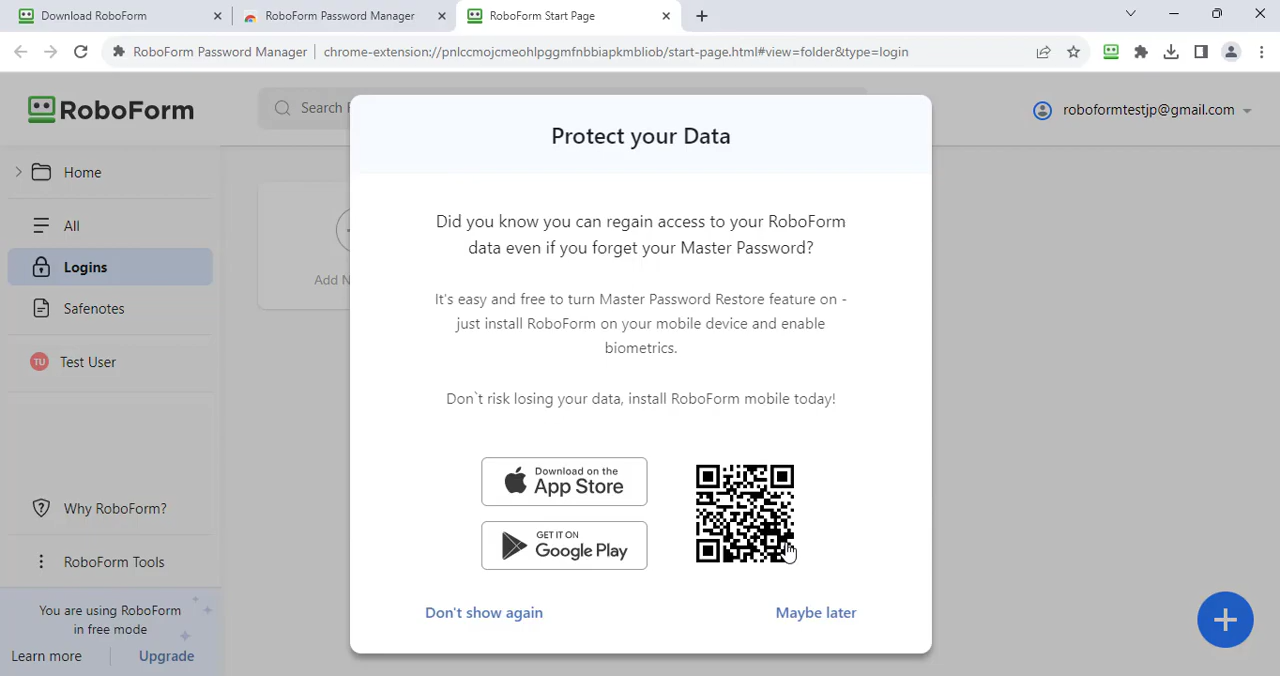 Download RoboForm
RoboForm Password Manager
RoboForm Start Page
RoboForm Password Manager
chrome-extension://pnlccmojcmeohlpggmfnbbiapkmbliob/start-page.html#view=folder&type=login
RoboForm
Search
roboformtestjp@gmail.com
Protect your Data
Home
All
Logins
Safenotes
TU Test User
Add N
Did you know you can regain access to your RoboForm
data even if you forget your Master Password?
It's easy and free to turn Master Password Restore feature on -
just install RoboForm on your mobile device and enable
biometrics.
Don`t risk losing your data, install RoboForm mobile today!
Download on the
App Store
GET IT ON
Google Play
Don't show again
Maybe later
Why RoboForm?
RoboForm Tools
You are using RoboForm
in free mode
Learn more
Upgrade